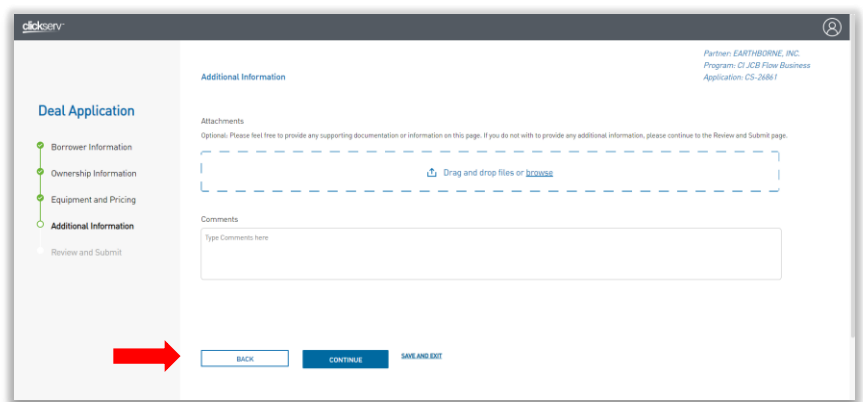 clickserv
Partner: EARTHBORNE, INC.
Program: CI JCB Flow Business
Application: CS-26861
Additional Information
Deal Application
Borrower Information
Ownership Information
Equipment and Pricing
Additional Information
Review and Submit
Attachments
Optional: Please feel free to provide any supporting documentation or information on this page. If you do not with to provide any additional information, please continue to the Review and Submit page.
Drag and drop files or browse
Comments
Type Comments here
BACK
CONTINUE
SAVE AND EXIT